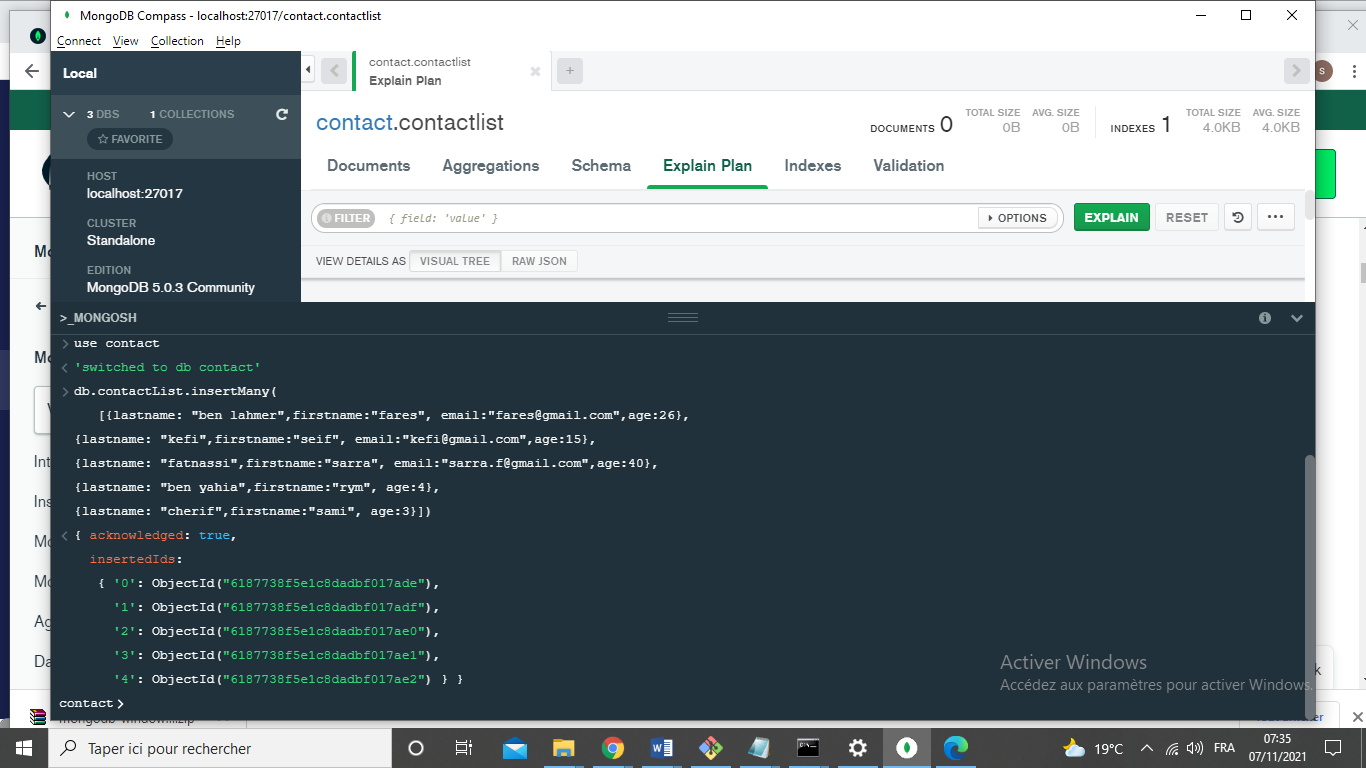 MongoDB Compass - localhost:27017/contact.contactlist
Connect View Collection Help
Local
3 DBS 1 COLLECTIONS
FAVORITE
HOST
localhost:27017
CLUSTER
Standalone
EDITION
MongoDB 5.0.3 Community
contact.contactlist
Explain Plan
contact.contactlist
DOCUMENTS 0 TOTAL SIZE 0B AVG. SIZE 0B INDEXES 1 TOTAL SIZE 4.0KB AVG. SIZE 4.0KB
Documents Aggregations Schema Explain Plan Indexes Validation
FILTER { field: 'value' } OPTIONS EXPLAIN RESET
VIEW DETAILS AS VISUAL TREE RAW JSON
>_MONGOSH
> use contact
< 'switched to db contact'
> db.contactList.insertMany(
[{lastname: "ben lahmer",firstname:"fares", email:"fares@gmail.com",age:26},
{lastname: "kefi",firstname:"seif", email:"kefi@gmail.com",age:15},
{lastname: "fatnassi",firstname:"sarra", email:"sarra.f@gmail.com",age:40},
{lastname: "ben yahia",firstname:"rym", age:4},
{lastname: "cherif",firstname:"sami", age:3}])
< { acknowledged: true,
insertedIds:
{ '0': ObjectId("6187738f5e1c8dadbf017ade"),
'1': ObjectId("6187738f5e1c8dadbf017adf"),
'2': ObjectId("6187738f5e1c8dadbf017ae0"),
'3': ObjectId("6187738f5e1c8dadbf017ae1"),
'4': ObjectId("6187738f5e1c8dadbf017ae2") } }
contact >
Activer Windows
Accédez aux paramètres pour activer Windows.
Taper ici pour rechercher
19°C
FRA
07:35
07/11/2021